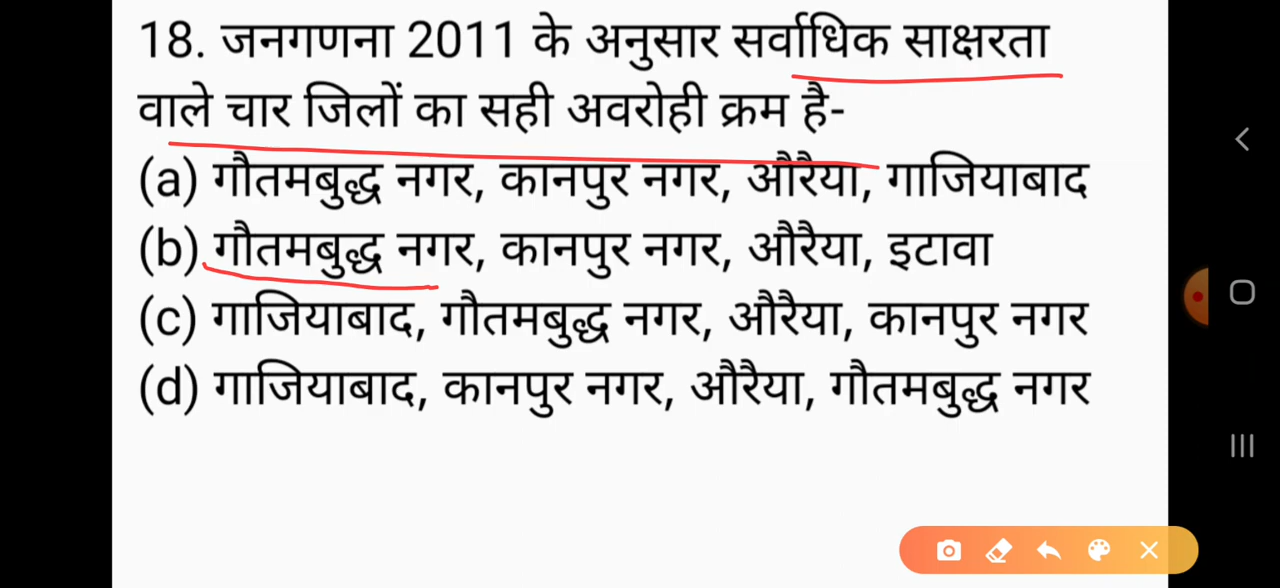 18. जनगणना 2011 के अनुसार सर्वाधिक साक्षरता
वाले चार जिलों का सही अवरोही क्रम है-
(a) गौतमबुद्ध नगर, कानपुर नगर, औरैया, गाजियाबाद
(b) गौतमबुद्ध नगर, कानपुर नगर, औरैया, इटावा
(c) गाजियाबाद, गौतमबुद्ध नगर, औरैया, कानपुर नगर
(d) गाजियाबाद, कानपुर नगर, औरैया, गौतमबुद्ध नगर